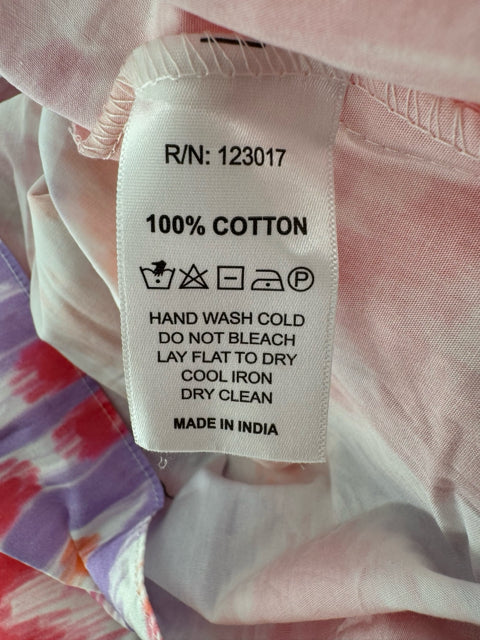 R/N: 123017
100% COTTON
P
HAND WASH COLD
DO NOT BLEACH
LAY FLAT TO DRY
COOL IRON
DRY CLEAN
MADE IN INDIA